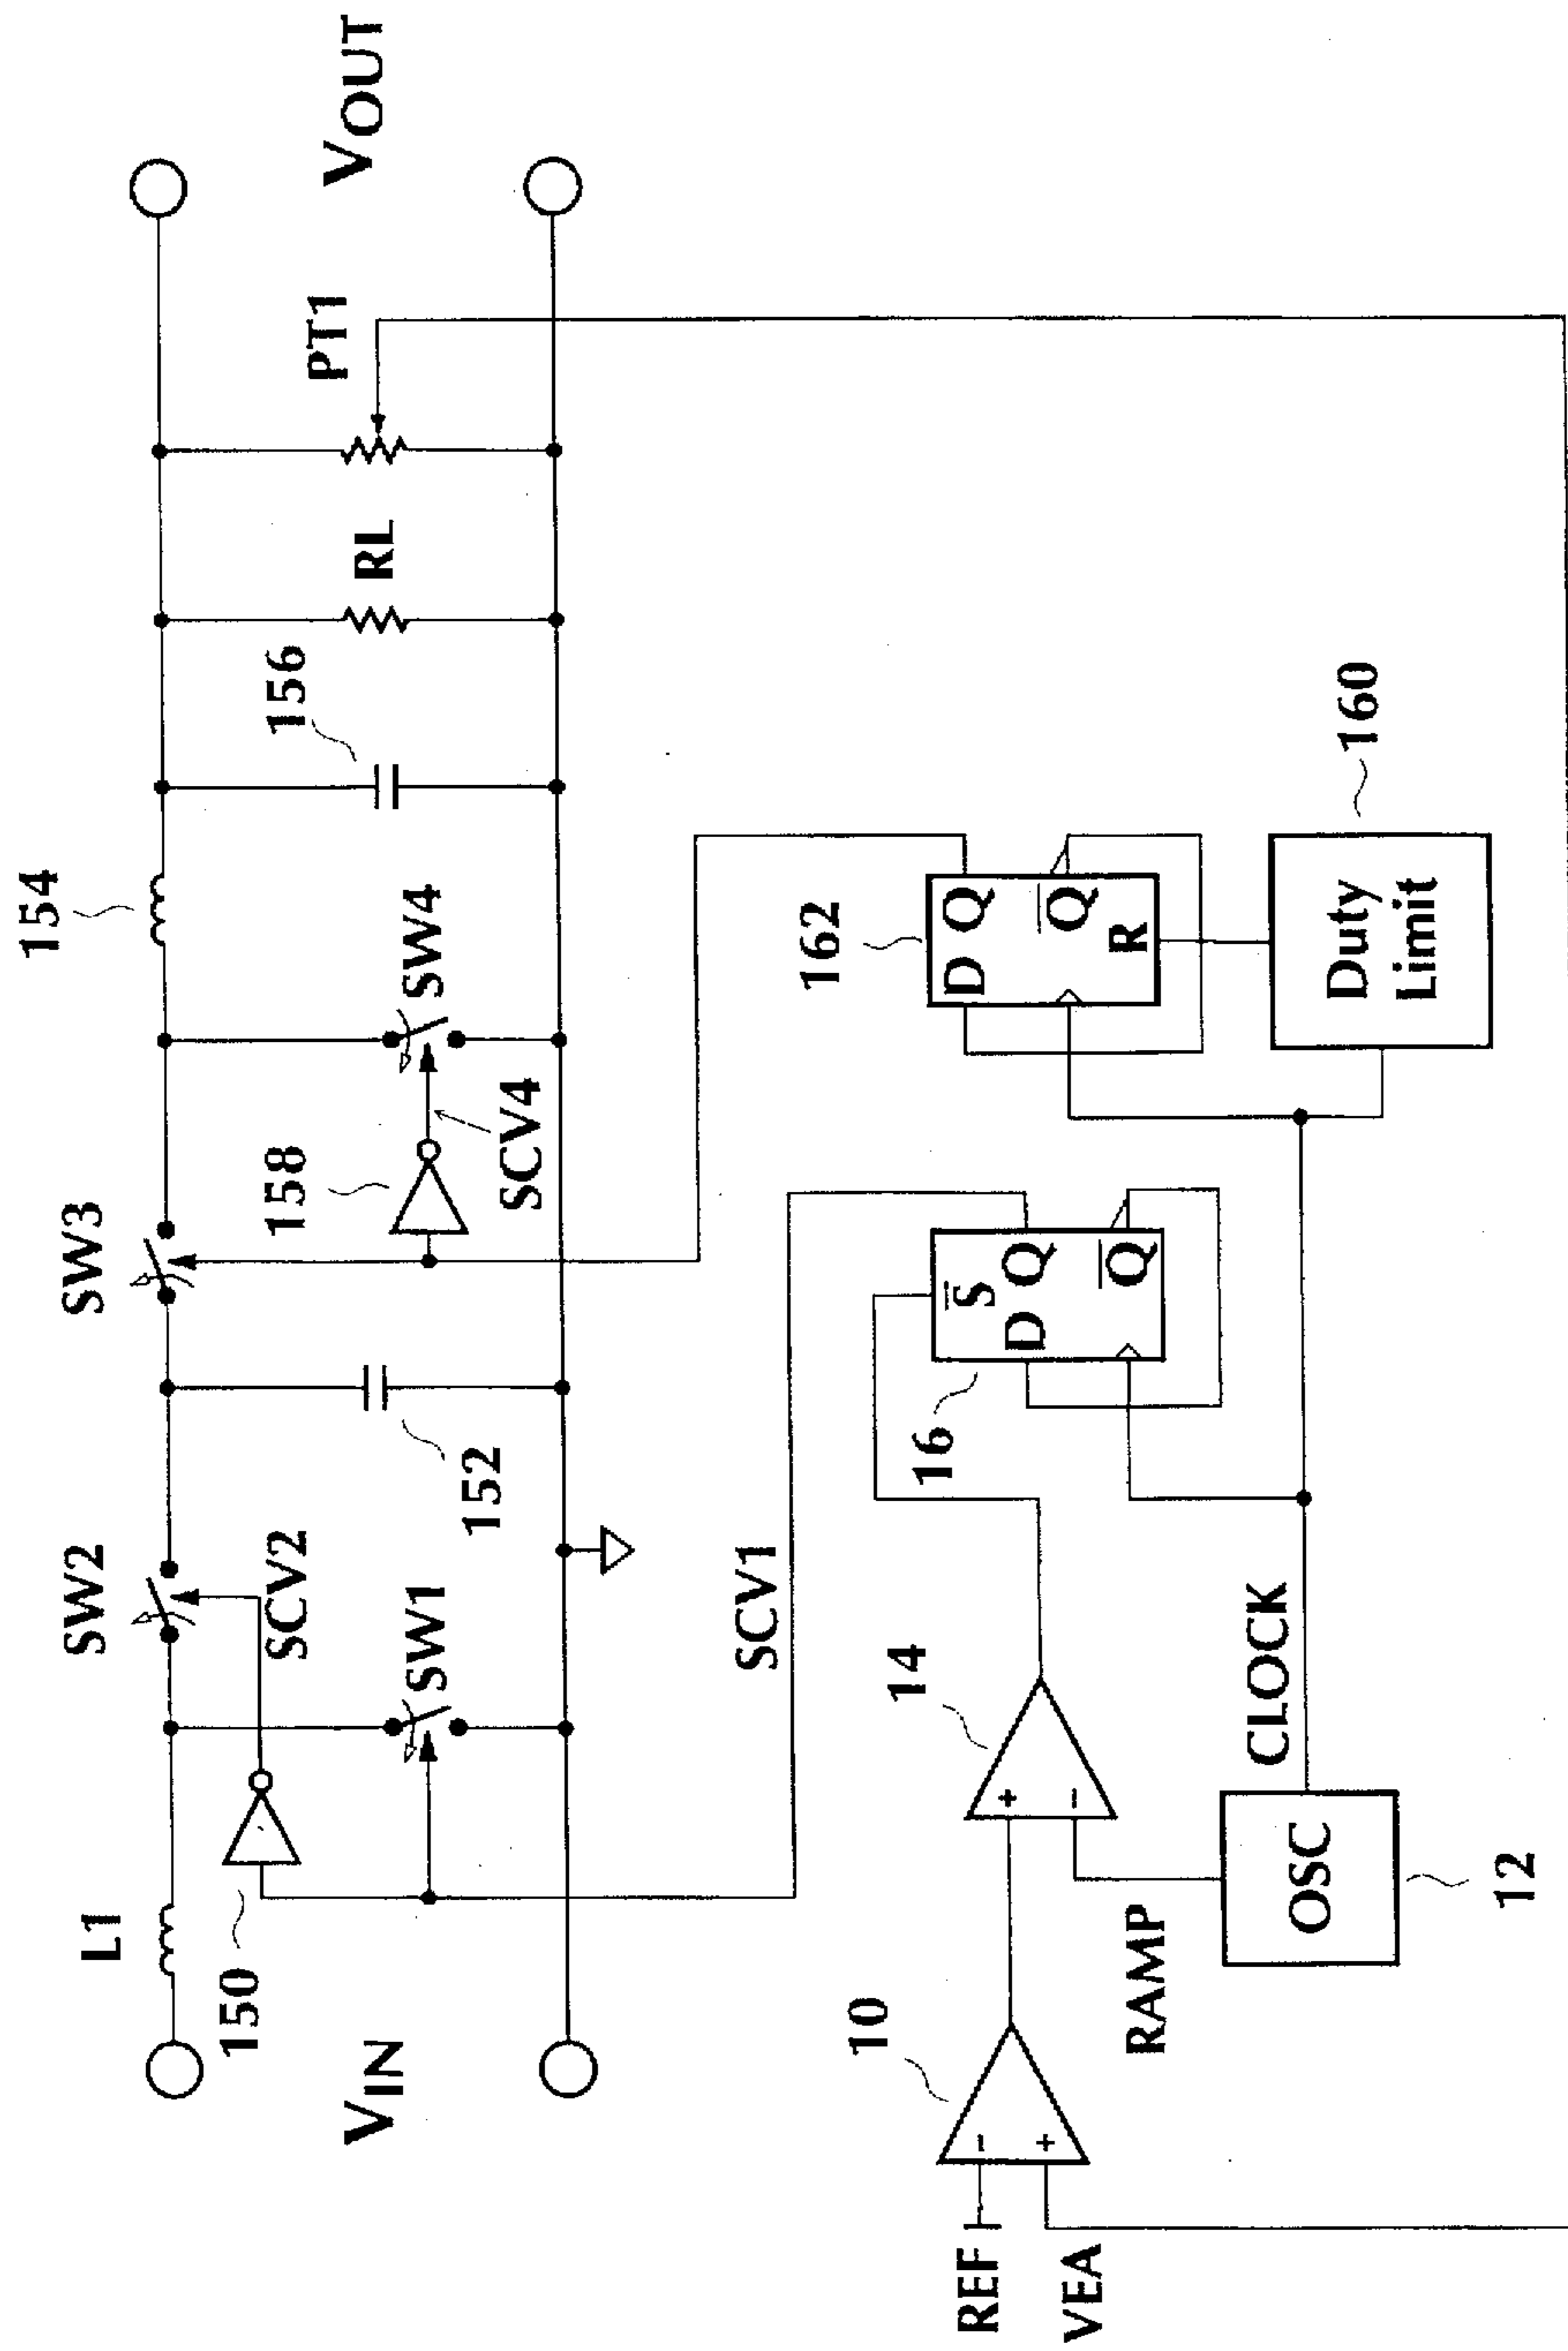 L1
SW2
SW3
154
VOUT
VIN
150
SCV2
SW1
152
158
SCV4
SW4
156
RL
PT1
SCV1
REF
VEA
10
14
RAMP
OSC
12
CLOCK
16
S
D Q
Q
162
D Q
Q
R
Duty
Limit
160
+
-
-
+